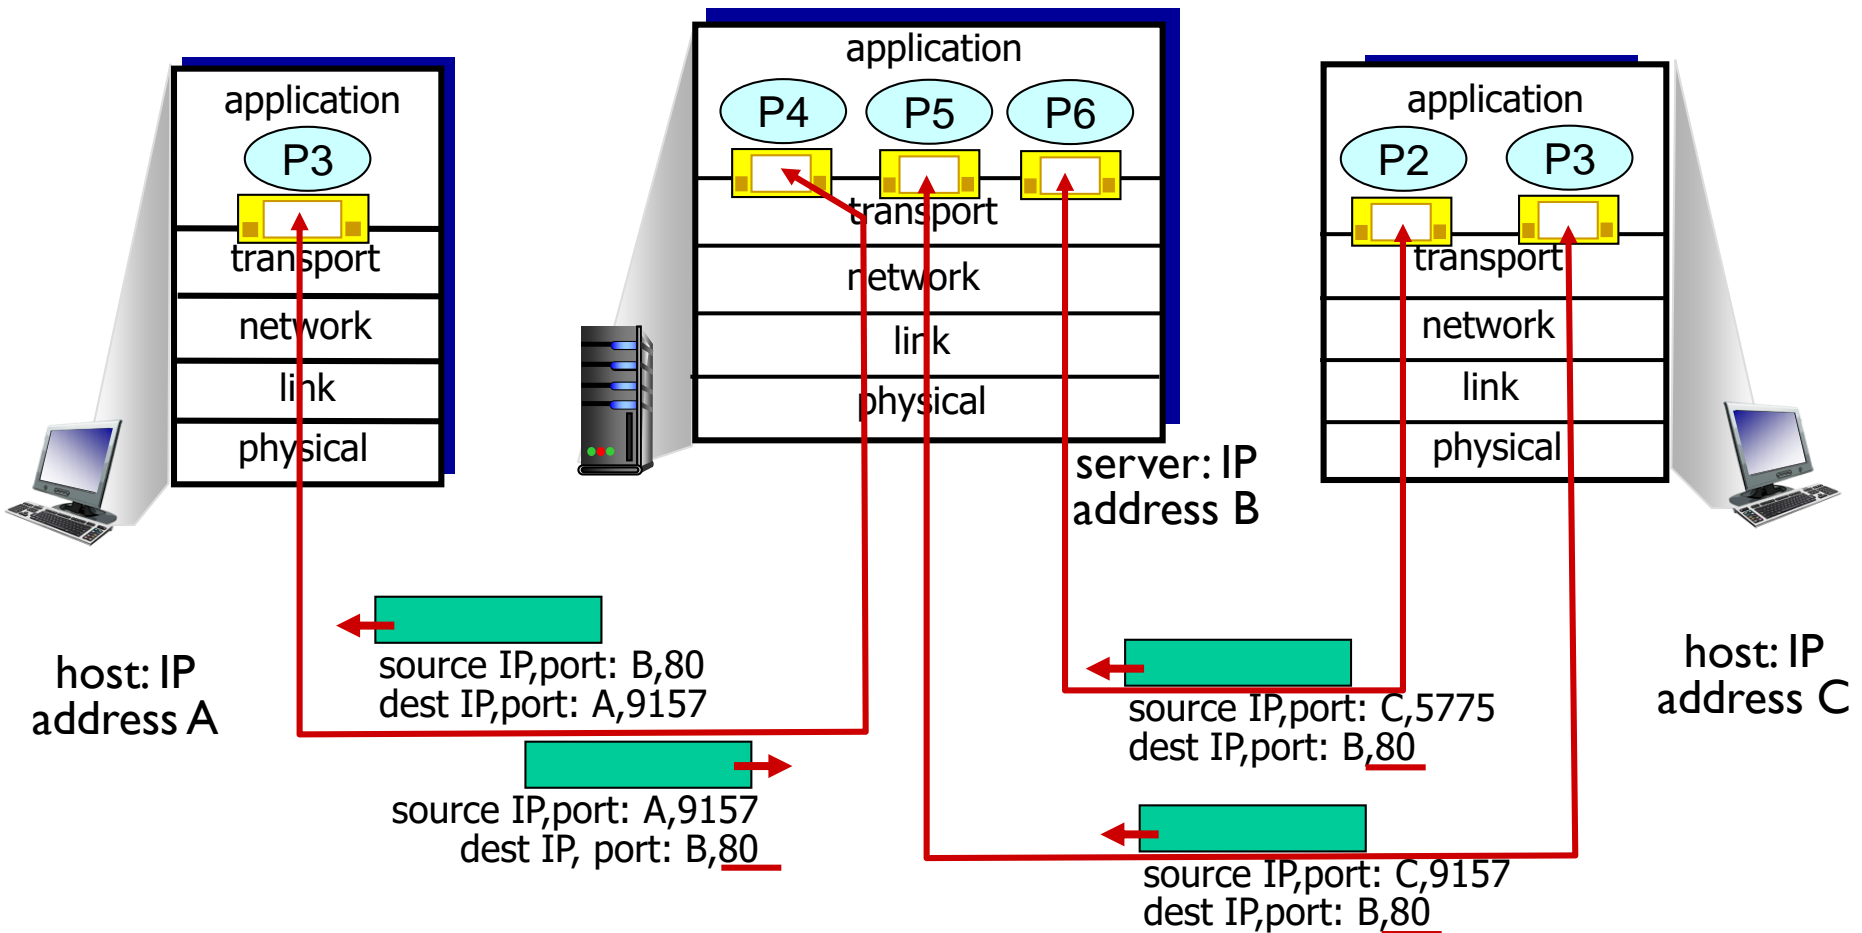 application
P3
transport
network
link
physical
host: IP
address A
application
P4
P5
P6
transport
network
link
physical
server: IP
address B
application
P2
P3
transport
network
link
physical
host: IP
address C
source IP,port: B,80
dest IP,port: A,9157
source IP,port: A,9157
dest IP, port: B,80
source IP,port: C,5775
dest IP,port: B,80
source IP,port: C,9157
dest IP,port: B,80